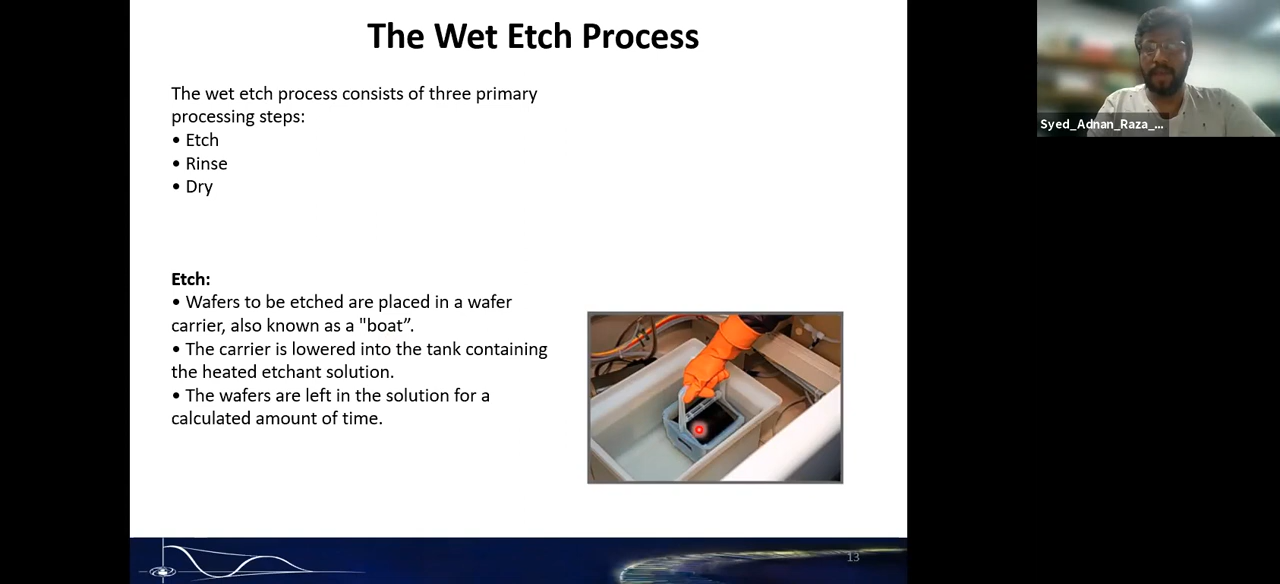 The Wet Etch Process
The wet etch process consists of three primary
processing steps:
• Etch
• Rinse
• Dry
Etch:
• Wafers to be etched are placed in a wafer
carrier, also known as a "boat”.
• The carrier is lowered into the tank containing
the heated etchant solution.
• The wafers are left in the solution for a
calculated amount of time.
13
Syed_Adnan_Raza_...